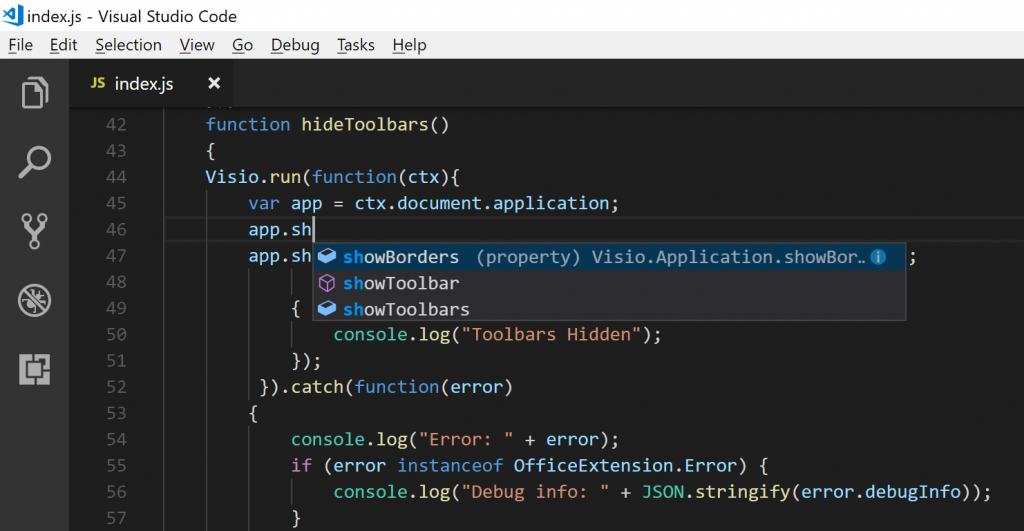 index.js - Visual Studio Code
File Edit Selection View Go Debug Tasks Help
JS index.js ×
42 function hideToolbars()
43 {
44 Visio.run(function(ctx){
45 var app = ctx.document.application;
46 app.sh
47 app.sh ;
showBorders (property) Visio.Application.showBor..
showToolbar
showToolbars
48
49 {
50 console.log("Toolbars Hidden");
51 });
52 }).catch(function(error)
53 {
54 console.log("Error: " + error);
55 if (error instanceof OfficeExtension.Error) {
56 console.log("Debug info: " + JSON.stringify(error.debugInfo));
57 }